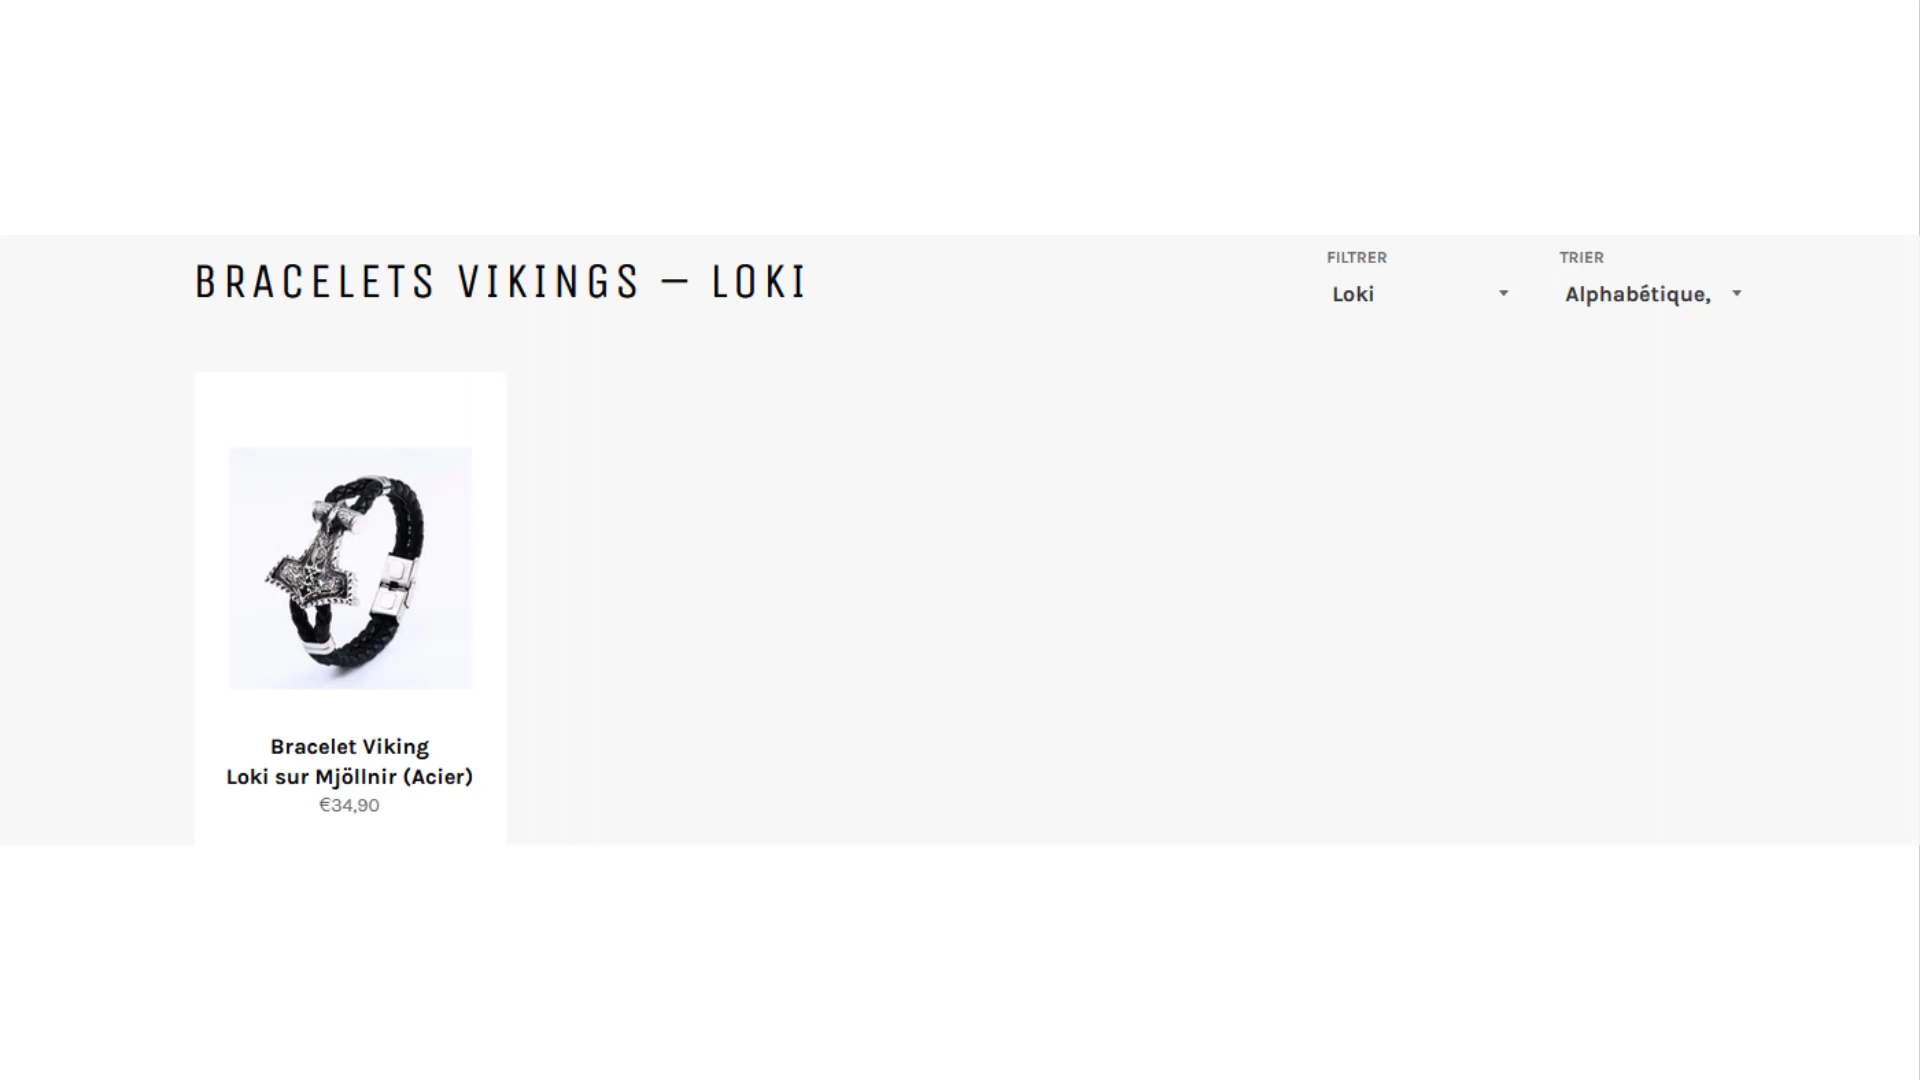 BRACELETS VIKINGS — LOKI
FILTRER
Loki
TRIER
Alphabétique,
Bracelet Viking
Loki sur Mjöllnir (Acier)
€34,90